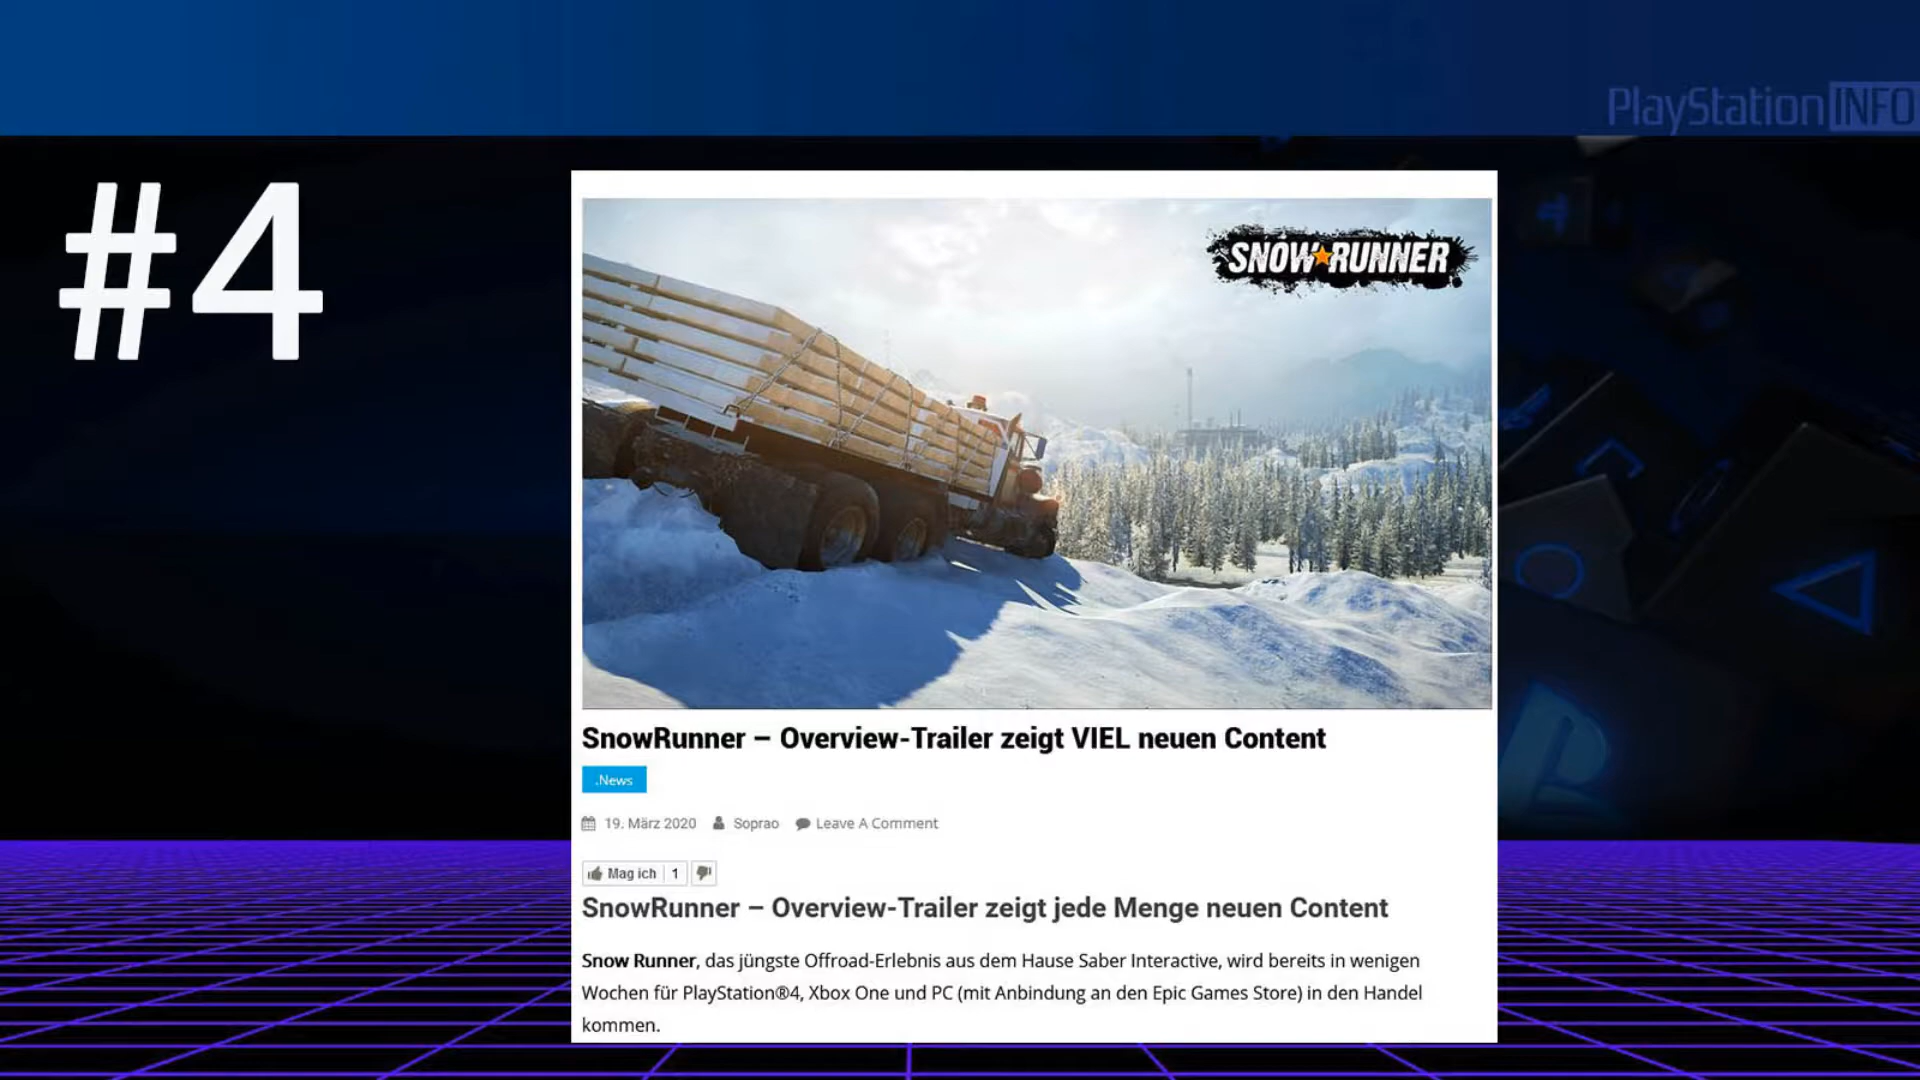 PlayStation INFO
#4
SNOW RUNNER
SnowRunner – Overview-Trailer zeigt VIEL neuen Content
.News
19. März 2020 Soprao Leave A Comment
Mag ich 1
SnowRunner – Overview-Trailer zeigt jede Menge neuen Content
Snow Runner, das jüngste Offroad-Erlebnis aus dem Hause Saber Interactive, wird bereits in wenigen
Wochen für PlayStation®4, Xbox One und PC (mit Anbindung an den Epic Games Store) in den Handel
kommen.